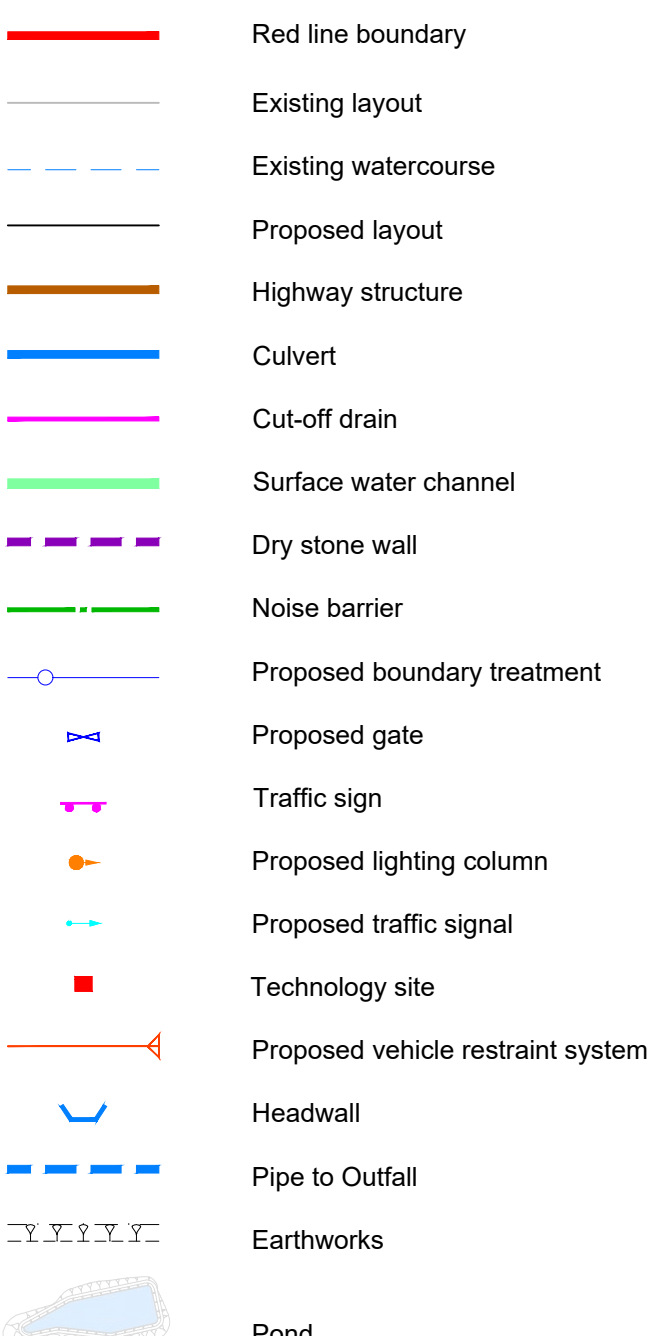 Red line boundary
Existing layout
Existing watercourse
Proposed layout
Highway structure
Culvert
Cut-off drain
Surface water channel
Dry stone wall
Noise barrier
Proposed boundary treatment
Proposed gate
Traffic sign
Proposed lighting column
Proposed traffic signal
Technology site
Proposed vehicle restraint system
Headwall
Pipe to Outfall
Earthworks
Pond